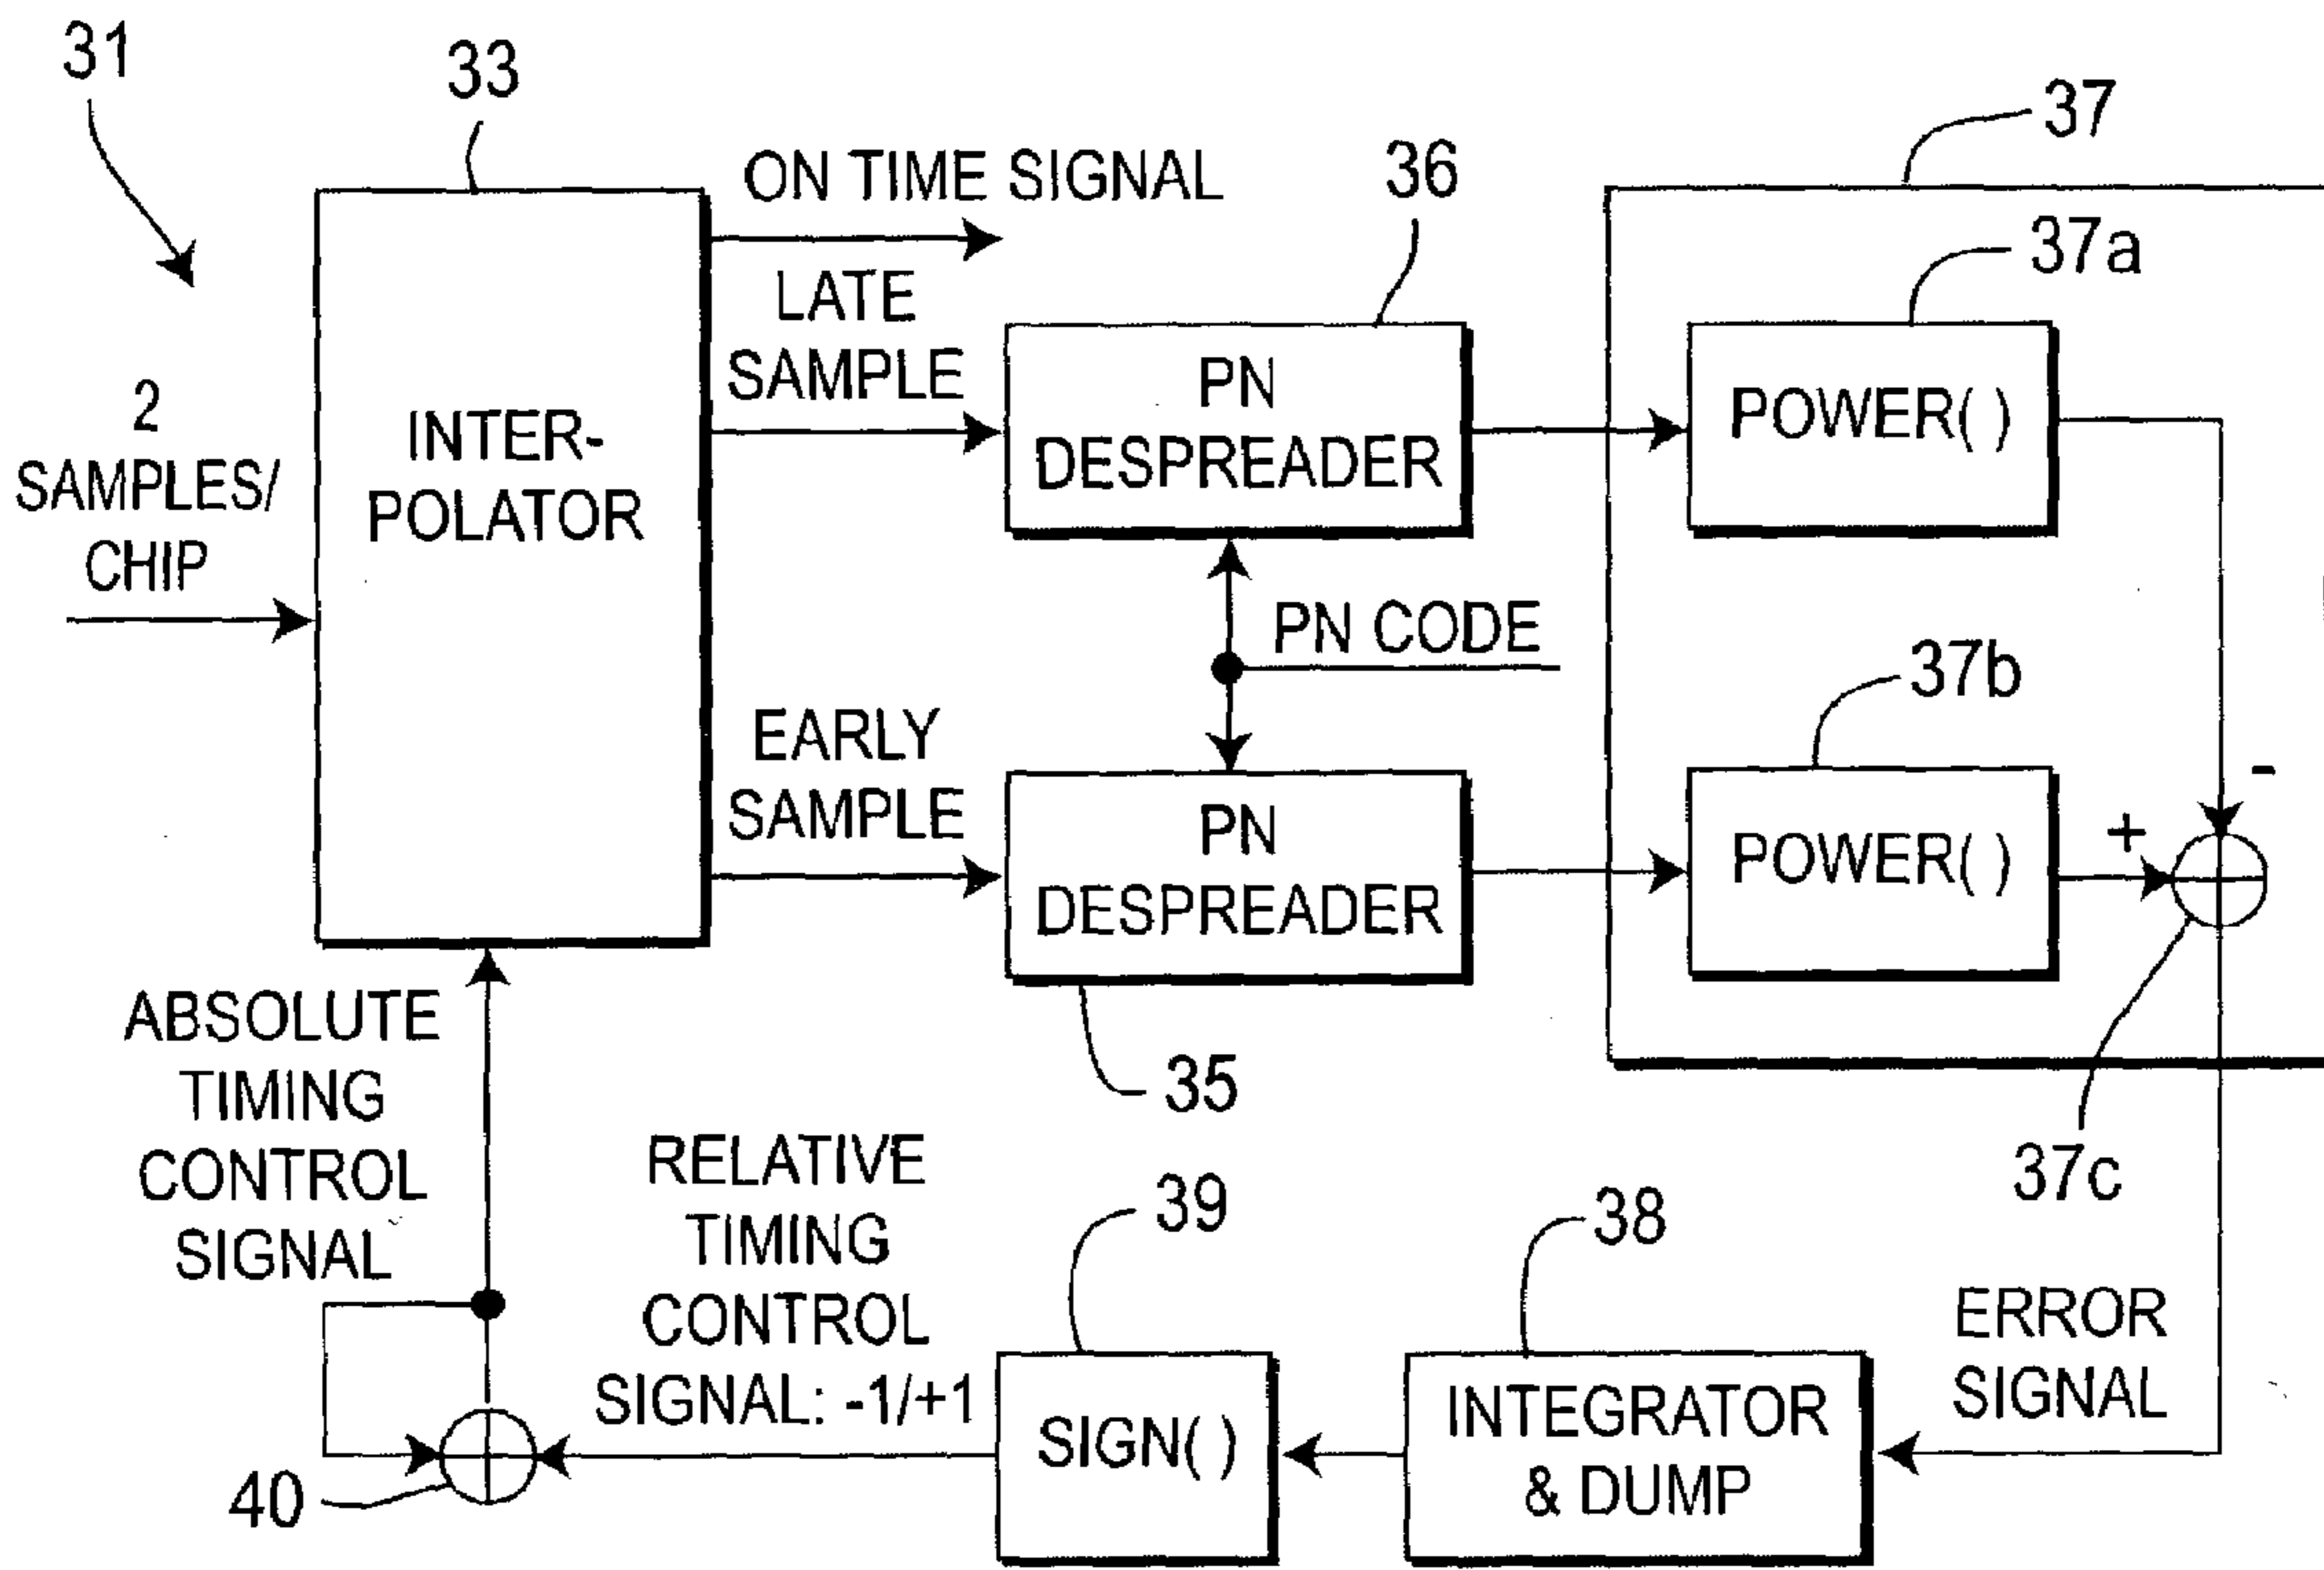 31
33
37
ON TIME SIGNAL
36
37a
LATE
SAMPLE
PN
DESPREADER
POWER( )
2
SAMPLES/
CHIP
INTER-
POLATOR
PN CODE
37b
EARLY
SAMPLE
PN
DESPREADER
POWER( )
-
+
35
37c
ABSOLUTE
TIMING
CONTROL
SIGNAL
RELATIVE
TIMING
CONTROL
SIGNAL: -1/+1
39
38
ERROR
SIGNAL
SIGN( )
INTEGRATOR
& DUMP
40